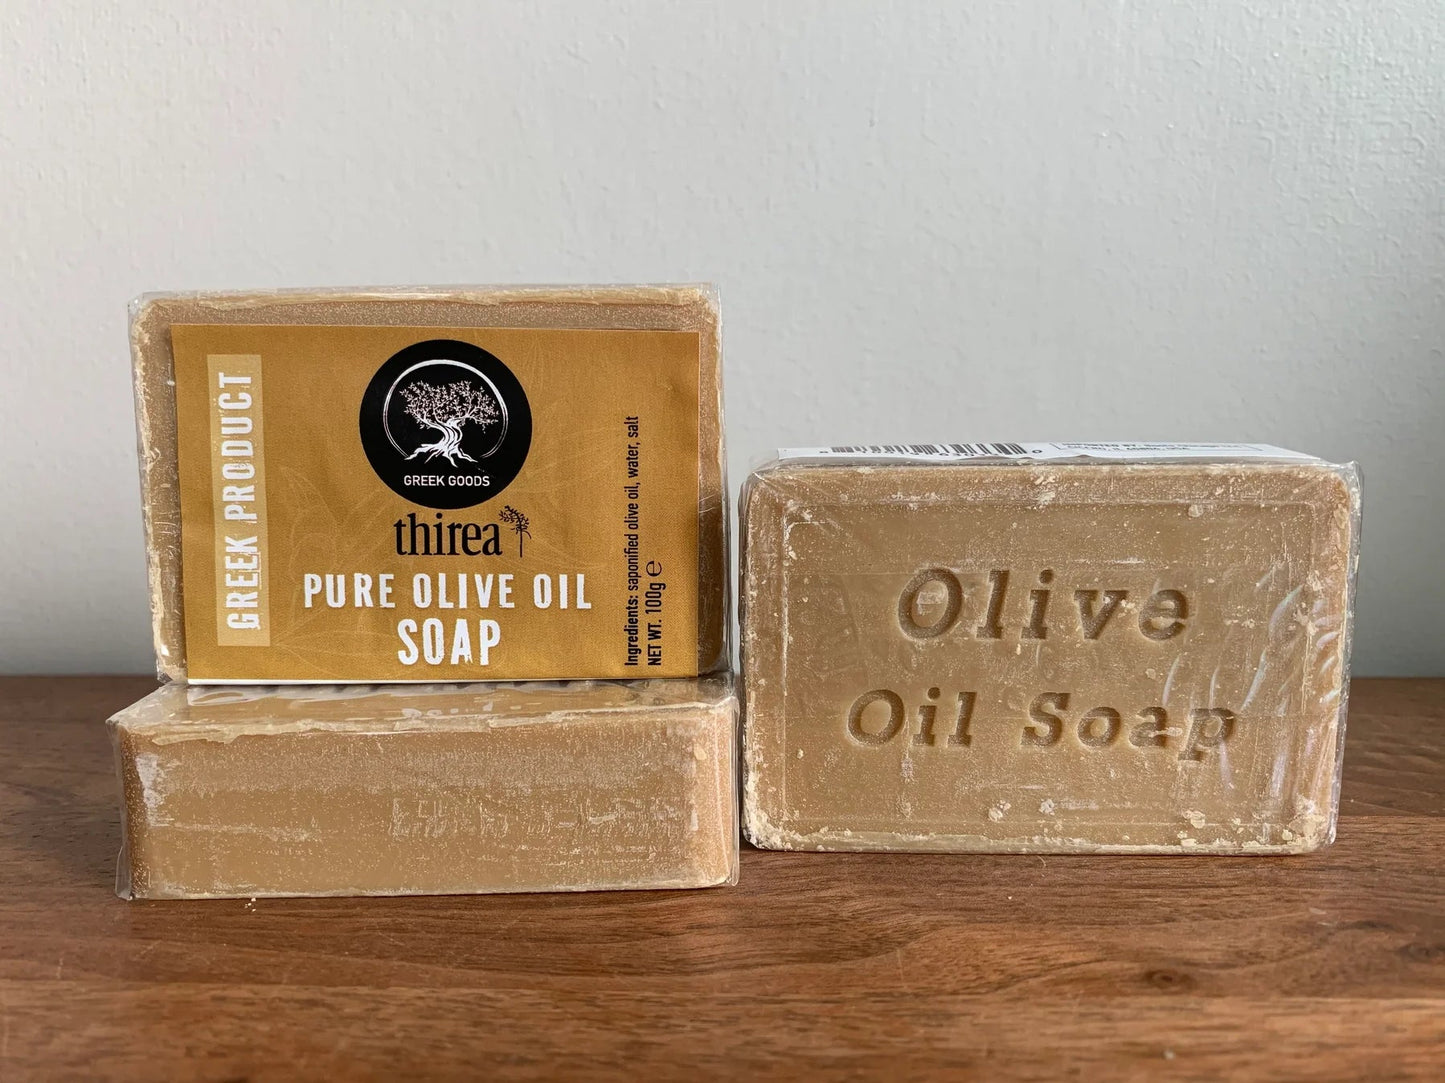 GREEK PRODUCT
GREEK GOODS
thirea
PURE OLIVE OIL
SOAP
Ingredients: saponified olive oil, water, salt
NET WT. 100g ℮
Olive
Oil Soap